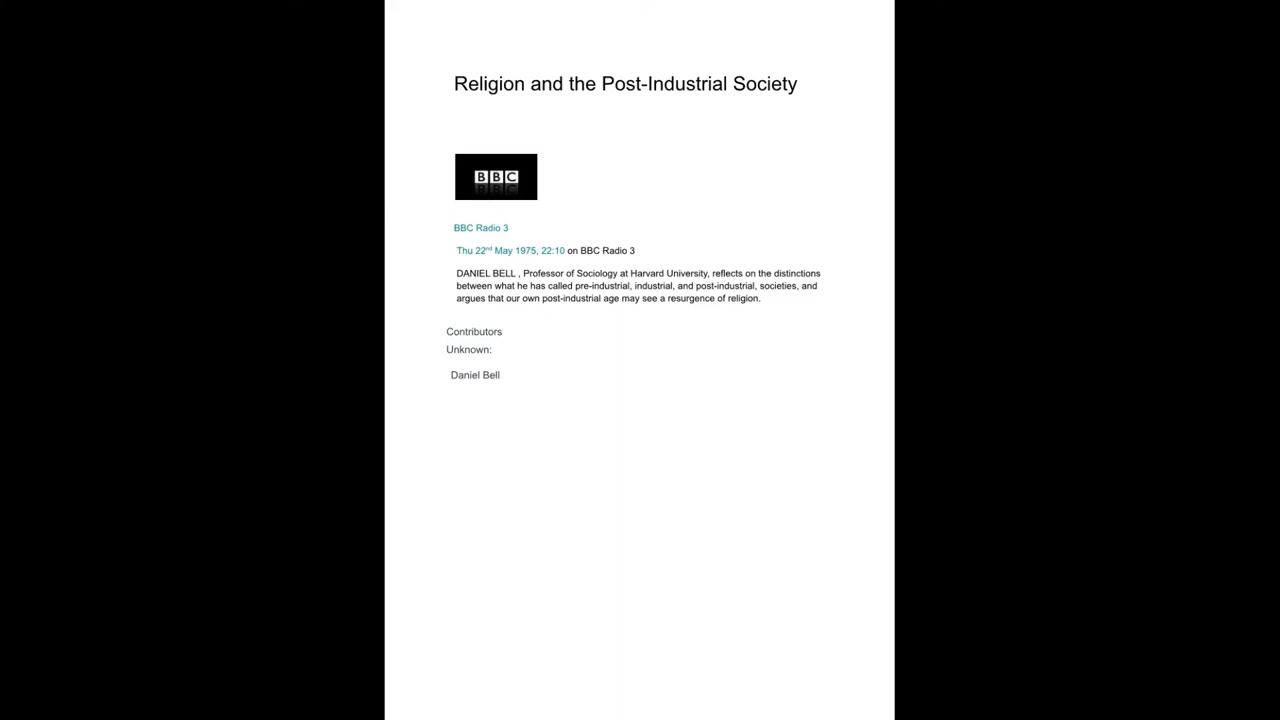 Religion and the Post-Industrial Society
BBC
BBC Radio 3
Thu 22nd May 1975, 22:10 on BBC Radio 3
DANIEL BELL , Professor of Sociology at Harvard University, reflects on the distinctions
between what he has called pre-industrial, industrial, and post-industrial, societies, and
argues that our own post-industrial age may see a resurgence of religion.
Contributors
Unknown:
Daniel Bell